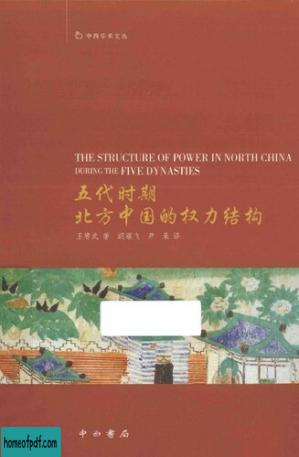 中西学术文丛
THE STRUCTURE OF POWER IN NORTH CHINA
DURING THE FIVE DYNASTIES
五代时期
北方中国的权力结构
王赓武 著 胡耀飞 尹承 译
中西书局
homeofpdf.com